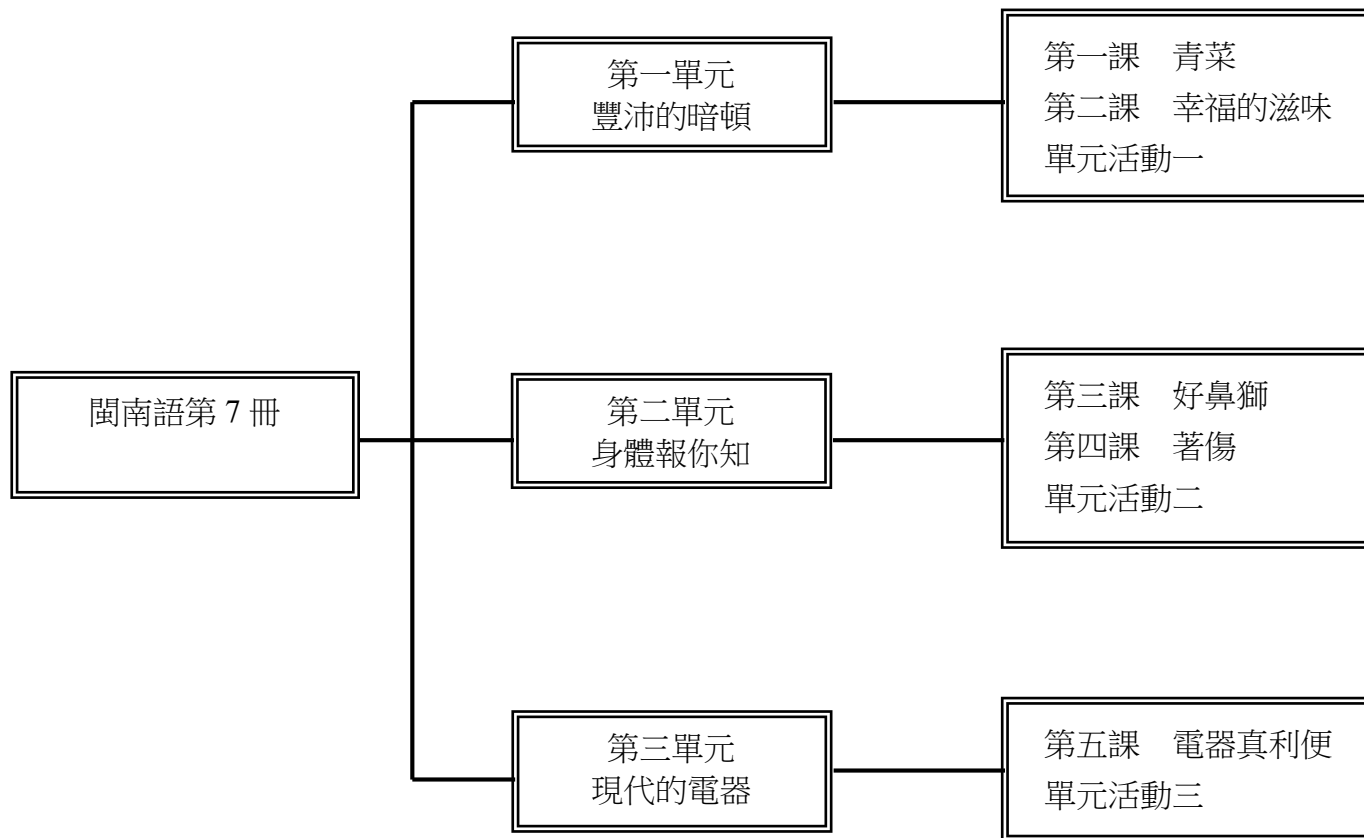 閩南語第 7 冊
第一單元
豐沛的暗頓
第一課　青菜
第二課　幸福的滋味
單元活動一
第二單元
身體報你知
第三課　好鼻獅
第四課　著傷
單元活動二
第三單元
現代的電器
第五課　電器真利便
單元活動三